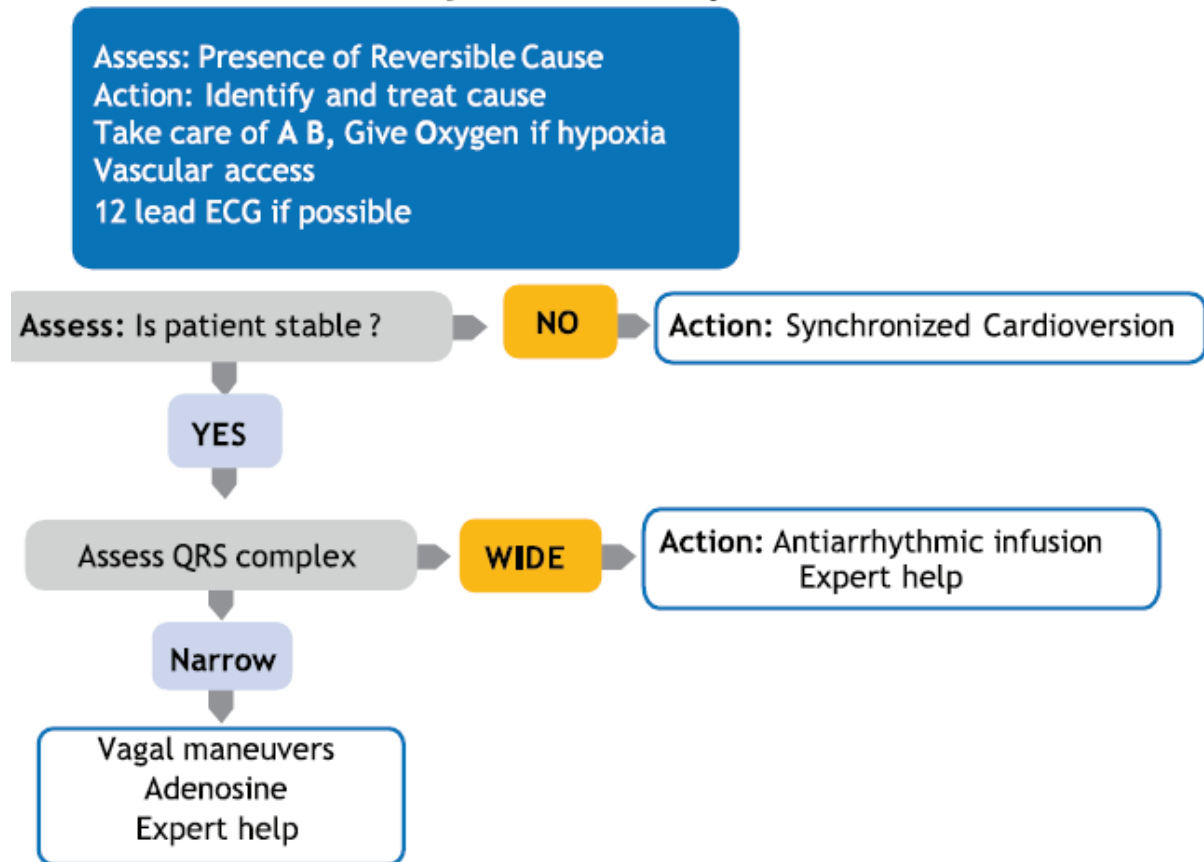 Assess: Presence of Reversible Cause
Action: Identify and treat cause
Take care of A B, Give Oxygen if hypoxia
Vascular access
12 lead ECG if possible
Assess: Is patient stable ?
NO
Action: Synchronized Cardioversion
YES
Assess QRS complex
WIDE
Action: Antiarrhythmic infusion
Expert help
Narrow
Vagal maneuvers
Adenosine
Expert help